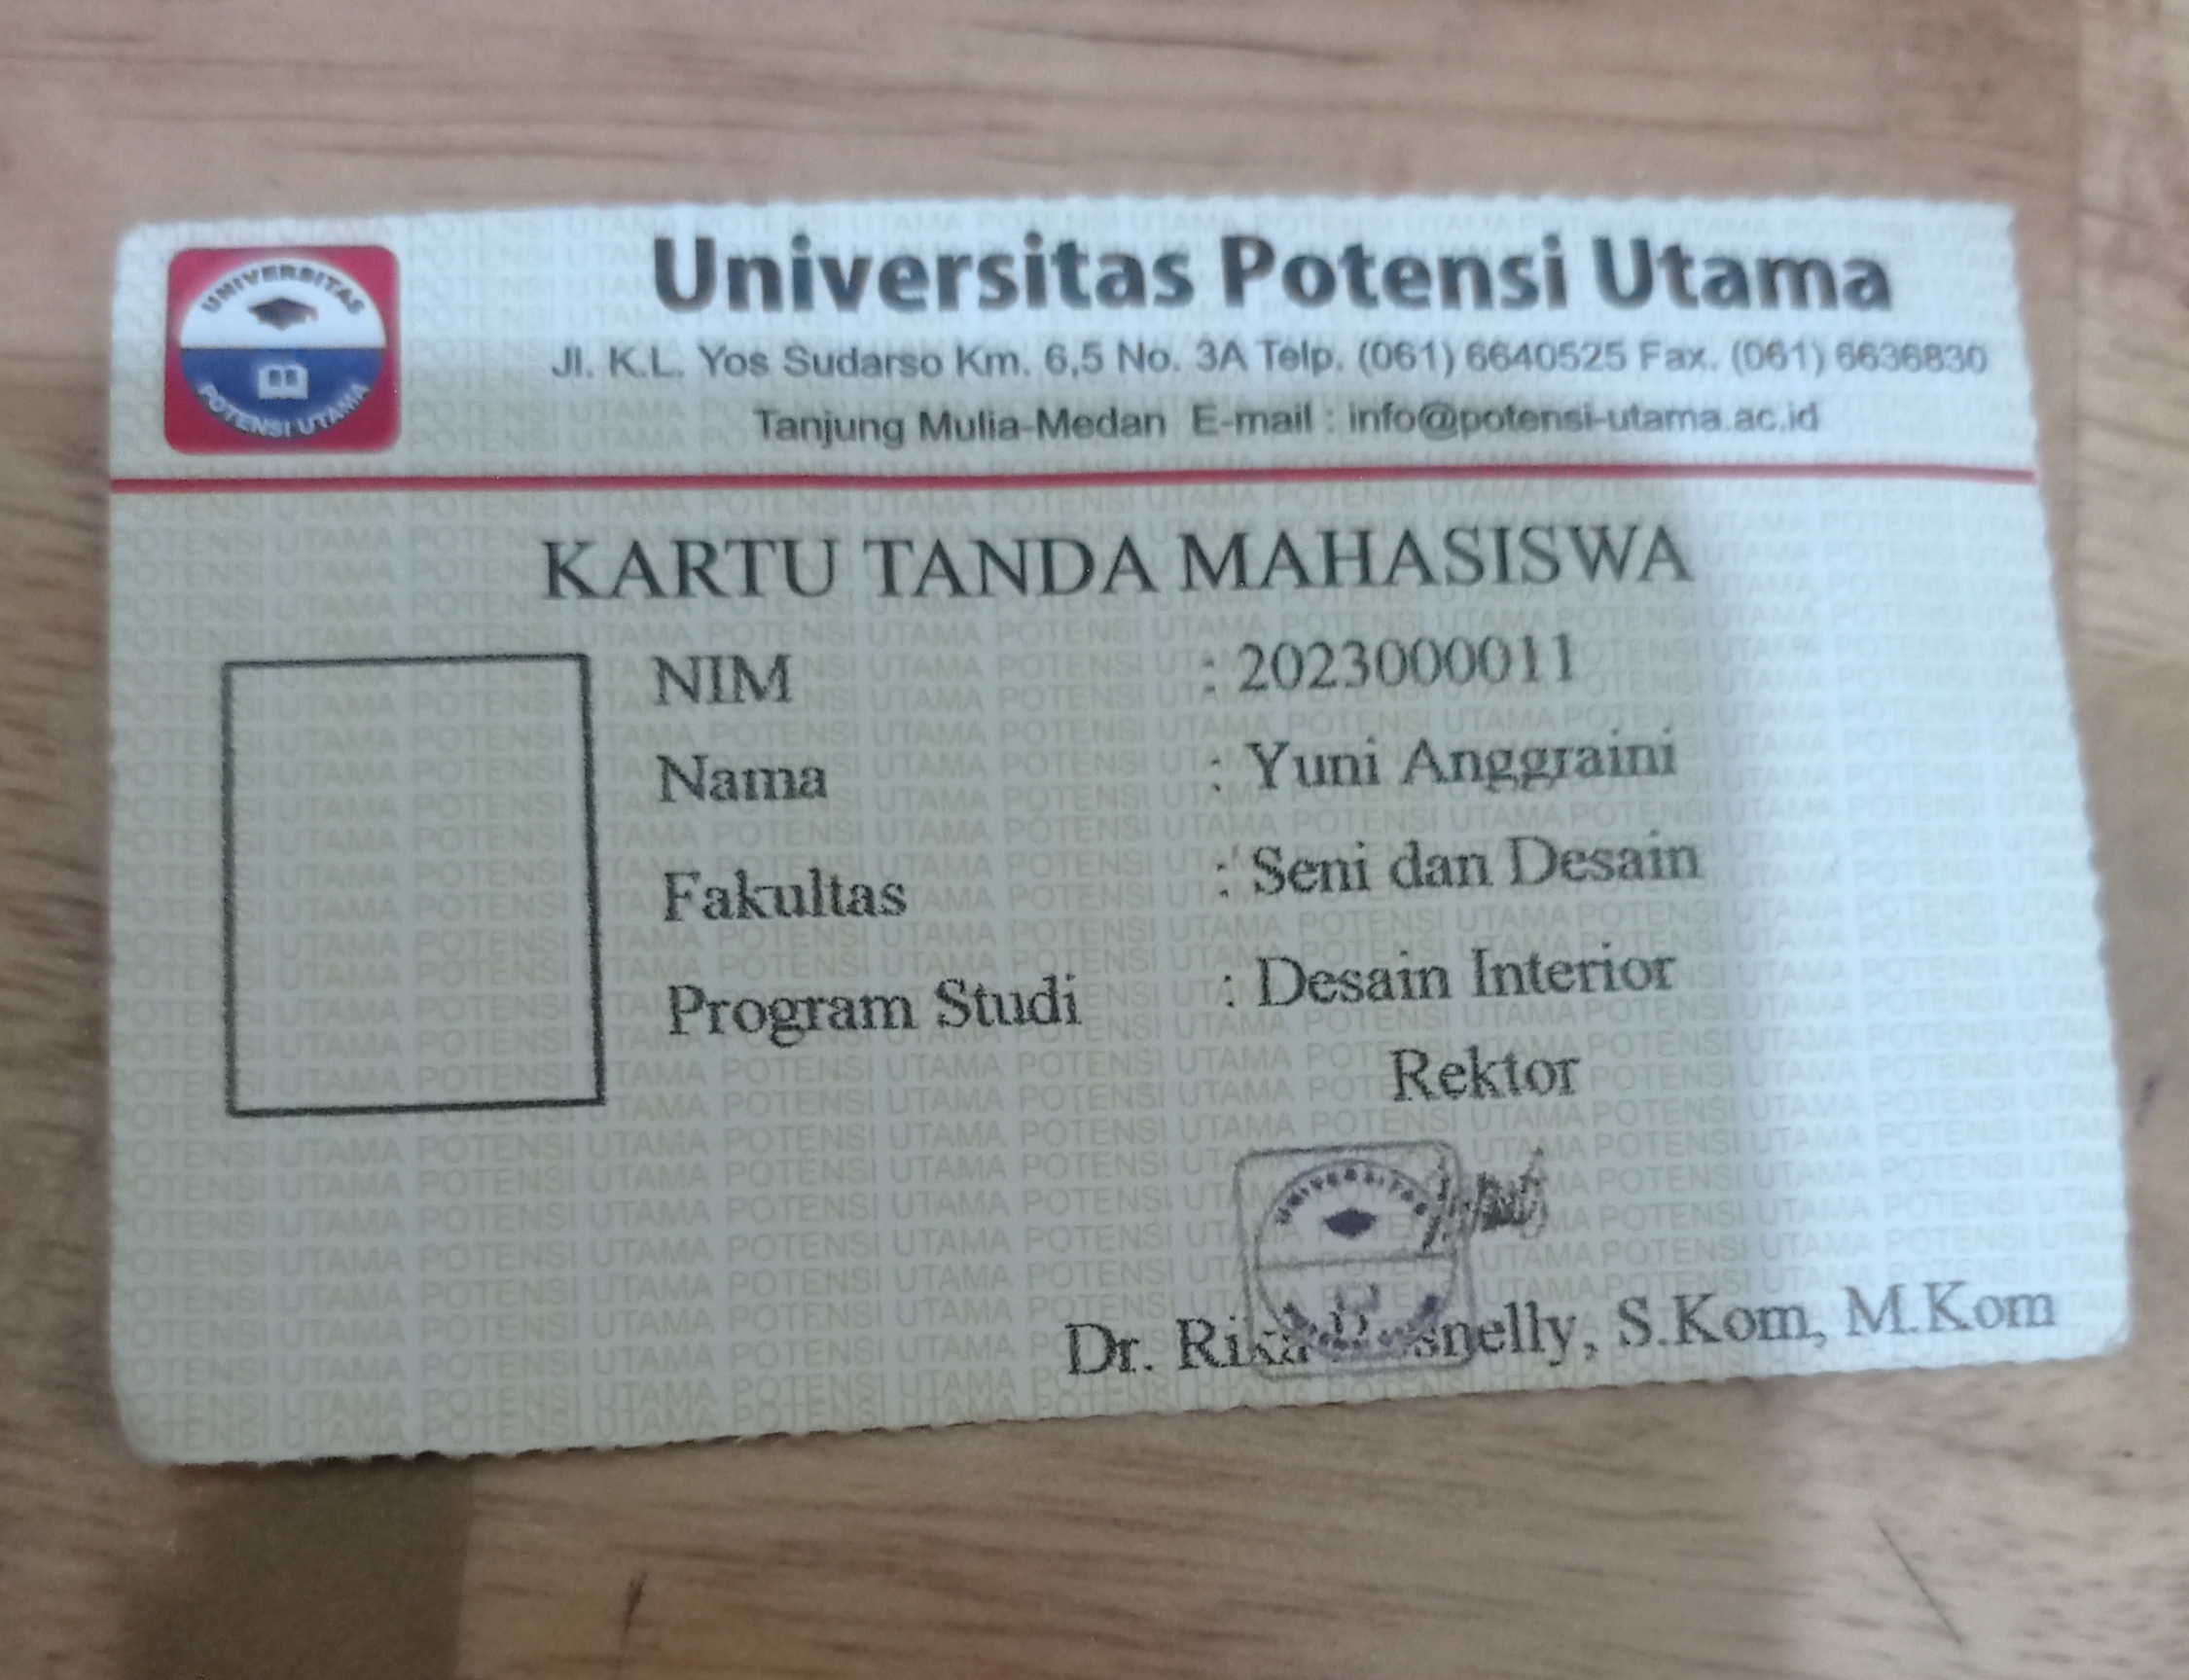 UNIVERSITAS
POTENSI UTAMA
Universitas Potensi Utama
Jl. K.L. Yos Sudarso Km. 6,5 No. 3A Telp. (061) 6640525 Fax. (061) 6636830
Tanjung Mulia-Medan E-mail : info@potensi-utama.ac.id
KARTU TANDA MAHASISWA
NIM : 2023000011
Nama : Yuni Anggraini
Fakultas : Seni dan Desain
Program Studi : Desain Interior
Rektor
UNIVERSITAS
Dr. Rika S.Kom, M.Kom